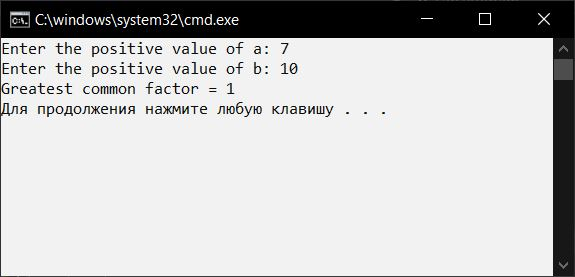 C:\windows\system32\cmd.exe
Enter the positive value of a: 7
Enter the positive value of b: 10
Greatest common factor = 1
Для продолжения нажмите любую клавишу . . .